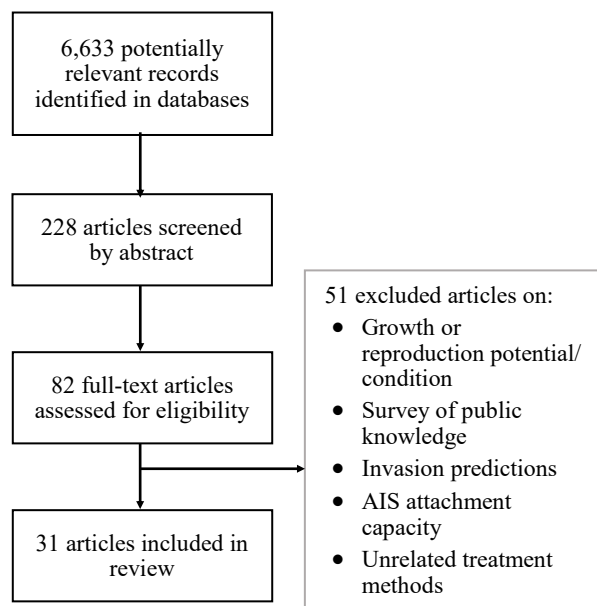 6,633 potentially
relevant records
identified in databases
228 articles screened
by abstract
82 full-text articles
assessed for eligibility
51 excluded articles on:
• Growth or
reproduction potential/
condition
• Survey of public
knowledge
• Invasion predictions
• AIS attachment
capacity
• Unrelated treatment
methods
31 articles included in
review